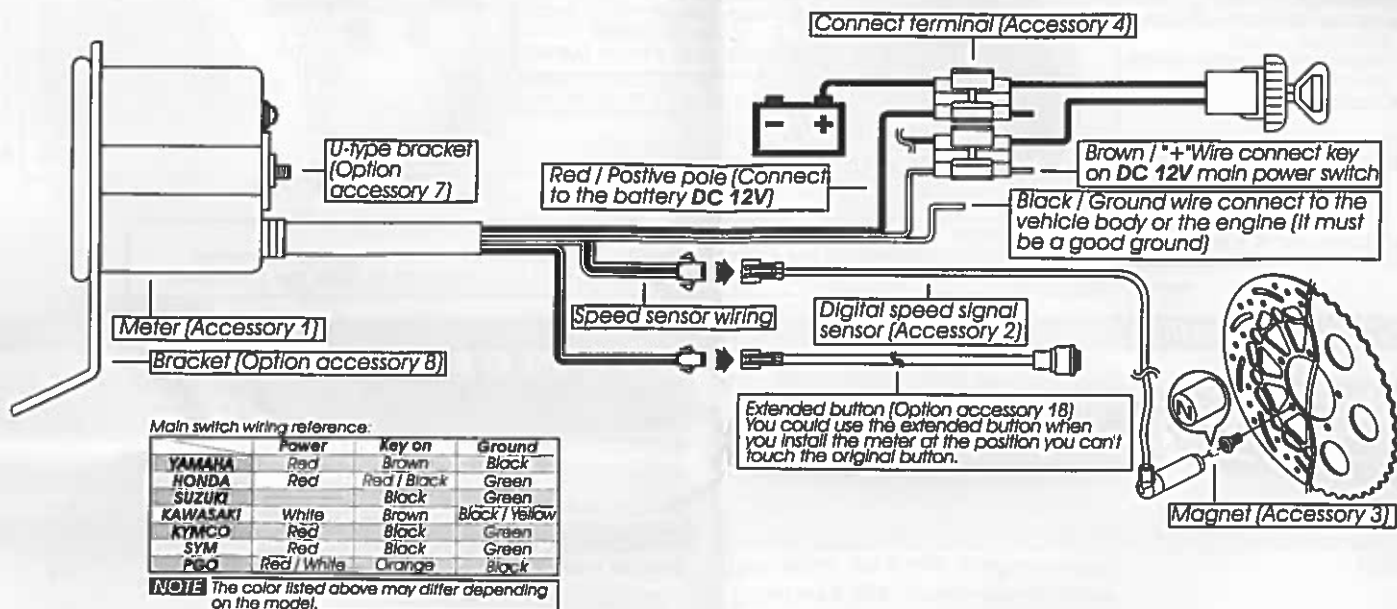 Connect terminal (Accessory 4)
U-type bracket
(Option
accessory 7)
Red / Postive pole (Connect
to the battery DC 12V)
Brown / "+"Wire connect key
on DC 12V main power switch
Black / Ground wire connect to the
vehicle body or the engine (It must
be a good ground)
- +
Meter (Accessory 1)
Bracket (Option accessory 8)
Speed sensor wiring
Digital speed signal
sensor (Accessory 2)
Extended button (Option accessory 18)
You could use the extended button when
you install the meter at the position you can't
touch the original button.
N
Magnet (Accessory 3)
Main switch wiring reference:
Power Key on Ground
YAMAHA Red Brown Black
HONDA Red Red / Black Green
SUZUKI Black Green
KAWASAKI White Brown Black / Yellow
KYMCO Red Black Green
SYM Red Black Green
PGO Red / White Orange Black
NOTE The color listed above may differ depending
on the model.